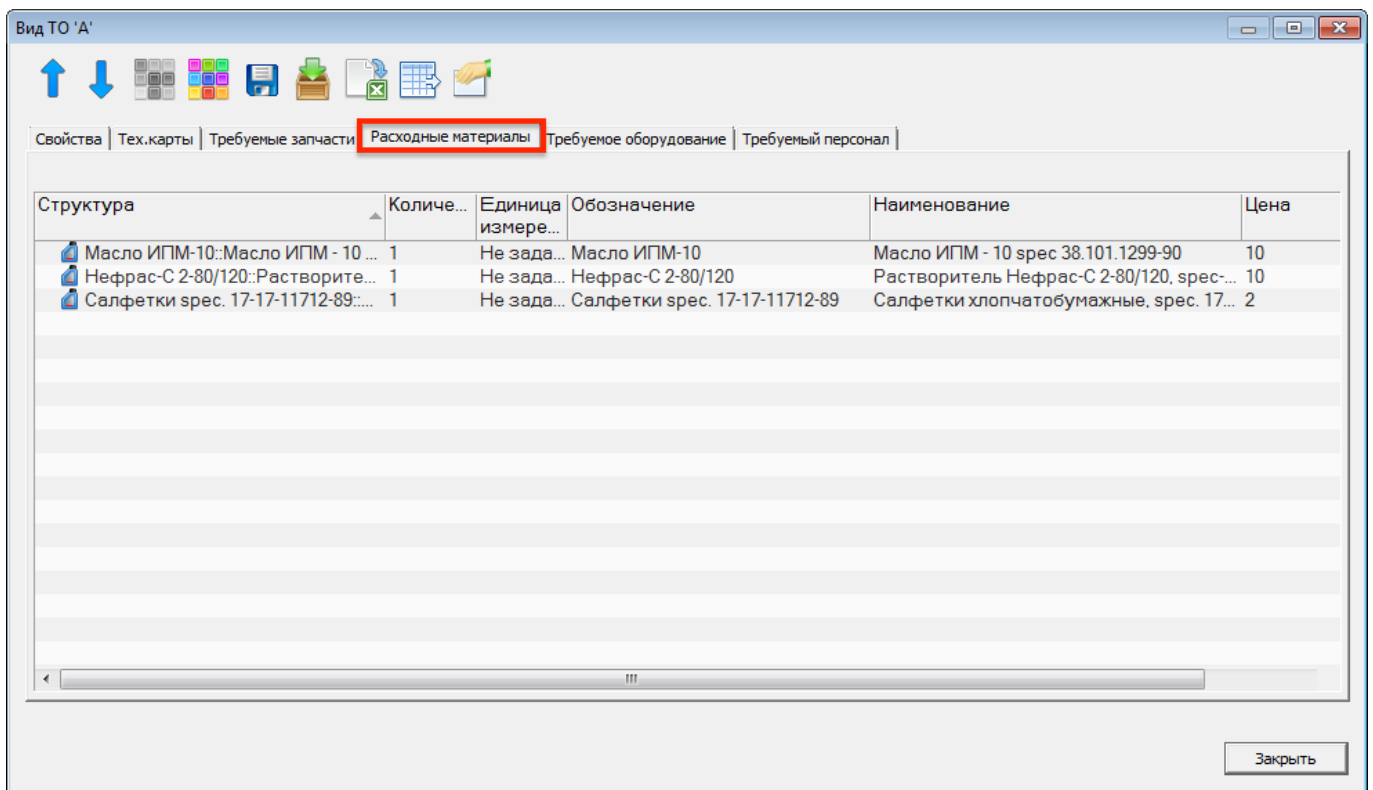 Вид ТО 'А'
Свойства Тех.карты Требуемые запчасти Расходные материалы Требуемое оборудование Требуемый персонал
Структура Количе... Единица измере... Обозначение Наименование Цена
Масло ИПМ-10::Масло ИПМ - 10 ... 1 Не зада... Масло ИПМ-10 Масло ИПМ - 10 spec 38.101.1299-90 10
Нефрас-С 2-80/120::Растворите... 1 Не зада... Нефрас-С 2-80/120 Растворитель Нефрас-С 2-80/120, spec-... 10
Салфетки spec. 17-17-11712-89::... 1 Не зада... Салфетки spec. 17-17-11712-89 Салфетки хлопчатобумажные, spec. 17... 2
Закрыть